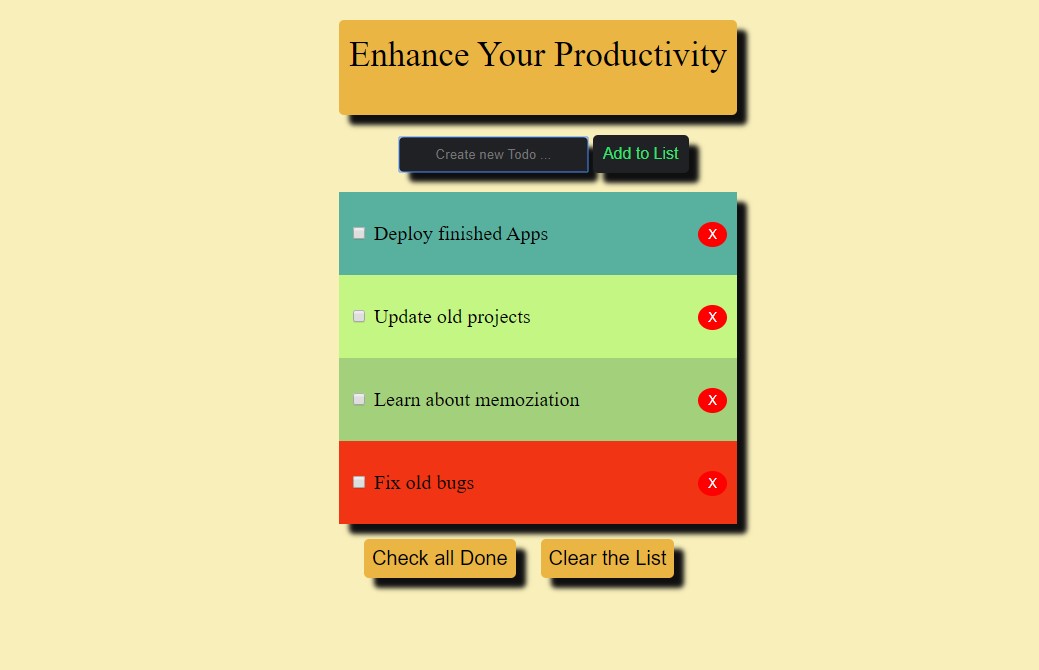 Enhance Your Productivity
Create new Todo ... Add to List
Deploy finished Apps X
Update old projects X
Learn about memoziation X
Fix old bugs X
Check all Done Clear the List